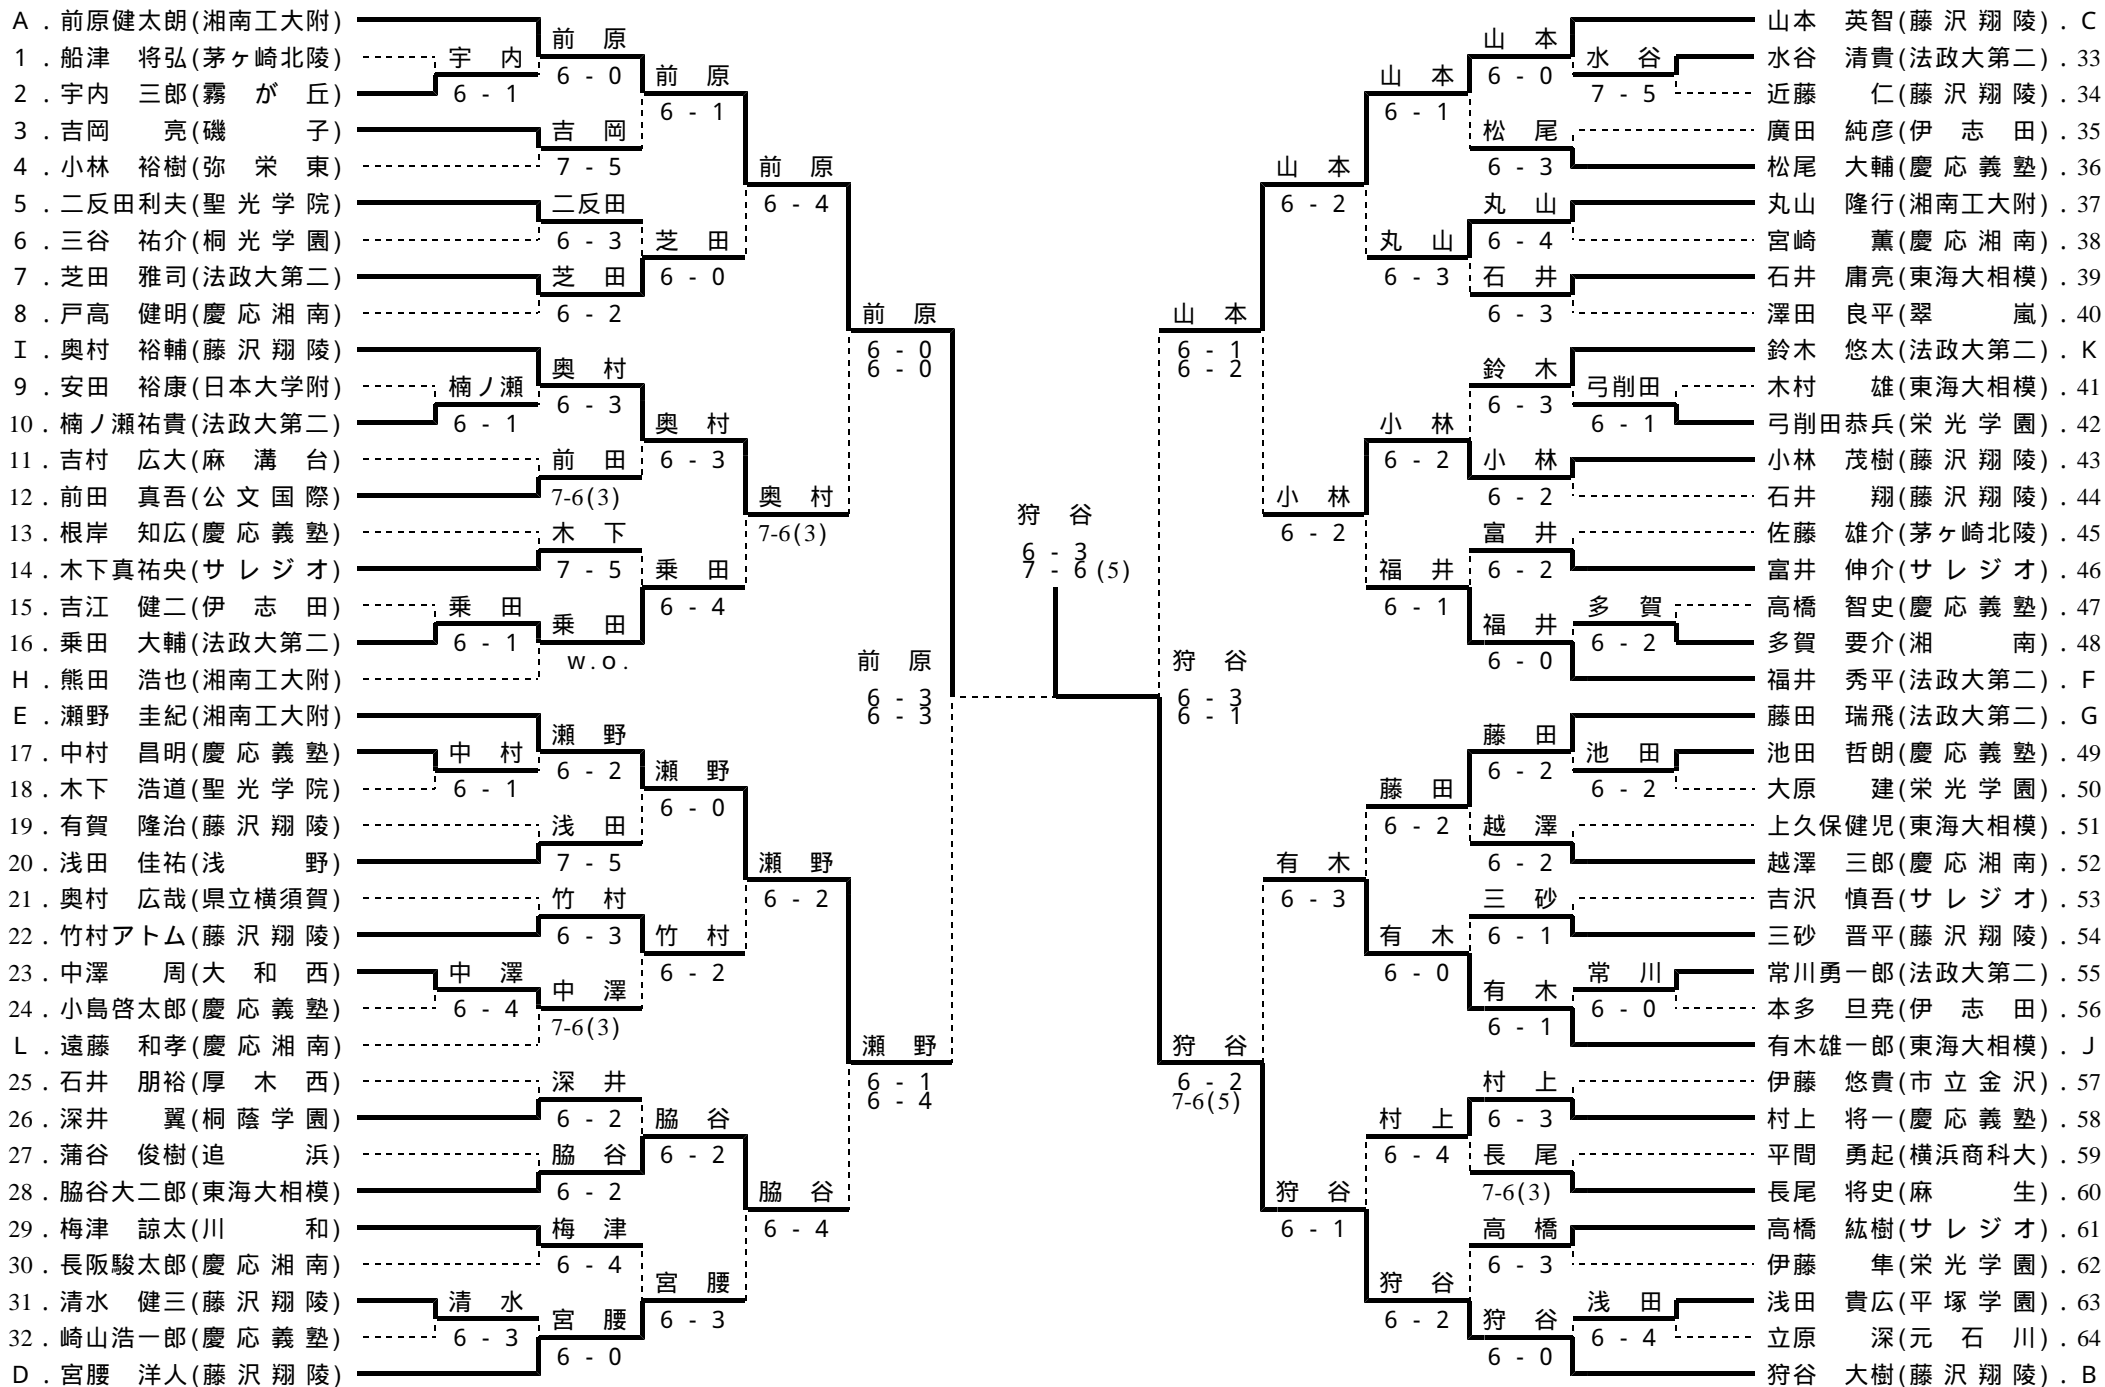 A．前原健太朗(湘南工大附)
1．船津　将弘(茅ヶ崎北陵)
2．宇内　三郎(霧が丘)
3．吉岡　亮(磯子)
4．小林　裕樹(弥栄東)
5．二反田利夫(聖光学院)
6．三谷　祐介(桐光学園)
7．芝田　雅司(法政大第二)
8．戸高　健明(慶応湘南)
I．奥村　裕輔(藤沢翔陵)
9．安田　裕康(日本大学附)
10．楠ノ瀬祐貴(法政大第二)
11．吉村　広大(麻溝台)
12．前田　真吾(公文国際)
13．根岸　知広(慶応義塾)
14．木下真祐央(サレジオ)
15．吉江　健二(伊志田)
16．乗田　大輔(法政大第二)
H．熊田　浩也(湘南工大附)
E．瀬野　圭紀(湘南工大附)
17．中村　昌明(慶応義塾)
18．木下　浩道(聖光学院)
19．有賀　隆治(藤沢翔陵)
20．浅田　佳祐(浅野)
21．奥村　広哉(県立横須賀)
22．竹村アトム(藤沢翔陵)
23．中澤　周(大和西)
24．小島啓太郎(慶応義塾)
L．遠藤　和孝(慶応湘南)
25．石井　朋裕(厚木西)
26．深井　翼(桐蔭学園)
27．蒲谷　俊樹(追浜)
28．脇谷大二郎(東海大相模)
29．梅津　諒太(川和)
30．長阪駿太郎(慶応湘南)
31．清水　健三(藤沢翔陵)
32．崎山浩一郎(慶応義塾)
D．宮腰　洋人(藤沢翔陵)
宇内
6 - 1
楠ノ瀬
6 - 1
乗田
6 - 1
中村
6 - 1
中澤
6 - 4
清水
6 - 3
前原
6 - 0
吉岡
7 - 5
二反田
6 - 3
芝田
6 - 2
奥村
6 - 3
前田
7-6(3)
木下
7 - 5
乗田
w.o.
瀬野
6 - 2
浅田
7 - 5
竹村
6 - 3
中澤
7-6(3)
深井
6 - 2
脇谷
6 - 2
梅津
6 - 4
宮腰
6 - 0
前原
6 - 1
芝田
6 - 0
奥村
6 - 3
乗田
6 - 4
瀬野
6 - 0
竹村
6 - 2
脇谷
6 - 2
宮腰
6 - 3
前原
6 - 4
奥村
7-6(3)
瀬野
6 - 2
脇谷
6 - 4
前原
6 - 0
6 - 0
瀬野
6 - 1
6 - 4
前原
6 - 3
6 - 3
狩谷
6 - 3
7 - 6(5)
狩谷
6 - 3
6 - 1
山本
6 - 1
6 - 2
狩谷
6 - 2
7-6(5)
山本
6 - 2
小林
6 - 2
有木
6 - 3
狩谷
6 - 1
山本
6 - 1
丸山
6 - 3
小林
6 - 2
福井
6 - 1
藤田
6 - 2
有木
6 - 0
村上
6 - 4
狩谷
6 - 2
山本
6 - 0
松尾
6 - 3
丸山
6 - 4
石井
6 - 3
鈴木
6 - 3
小林
6 - 2
富井
6 - 2
福井
6 - 0
藤田
6 - 2
越澤
6 - 2
三砂
6 - 1
有木
6 - 1
村上
6 - 3
長尾
7-6(3)
高橋
6 - 3
狩谷
6 - 0
水谷
7 - 5
弓削田
6 - 1
多賀
6 - 2
池田
6 - 2
常川
6 - 0
浅田
6 - 4
山本　英智(藤沢翔陵)．C
水谷　清貴(法政大第二)．33
近藤　仁(藤沢翔陵)．34
廣田　純彦(伊志田)．35
松尾　大輔(慶応義塾)．36
丸山　隆行(湘南工大附)．37
宮崎　薫(慶応湘南)．38
石井　庸亮(東海大相模)．39
澤田　良平(翠嵐)．40
鈴木　悠太(法政大第二)．K
木村　雄(東海大相模)．41
弓削田恭兵(栄光学園)．42
小林　茂樹(藤沢翔陵)．43
石井　翔(藤沢翔陵)．44
佐藤　雄介(茅ヶ崎北陵)．45
富井　伸介(サレジオ)．46
高橋　智史(慶応義塾)．47
多賀　要介(湘南)．48
福井　秀平(法政大第二)．F
藤田　瑞飛(法政大第二)．G
池田　哲朗(慶応義塾)．49
大原　建(栄光学園)．50
上久保健児(東海大相模)．51
越澤　三郎(慶応湘南)．52
吉沢　慎吾(サレジオ)．53
三砂　晋平(藤沢翔陵)．54
常川勇一郎(法政大第二)．55
本多　旦尭(伊志田)．56
有木雄一郎(東海大相模)．J
伊藤　悠貴(市立金沢)．57
村上　将一(慶応義塾)．58
平間　勇起(横浜商科大)．59
長尾　将史(麻生)．60
高橋　紘樹(サレジオ)．61
伊藤　隼(栄光学園)．62
浅田　貴広(平塚学園)．63
立原　深(元石川)．64
狩谷　大樹(藤沢翔陵)．B